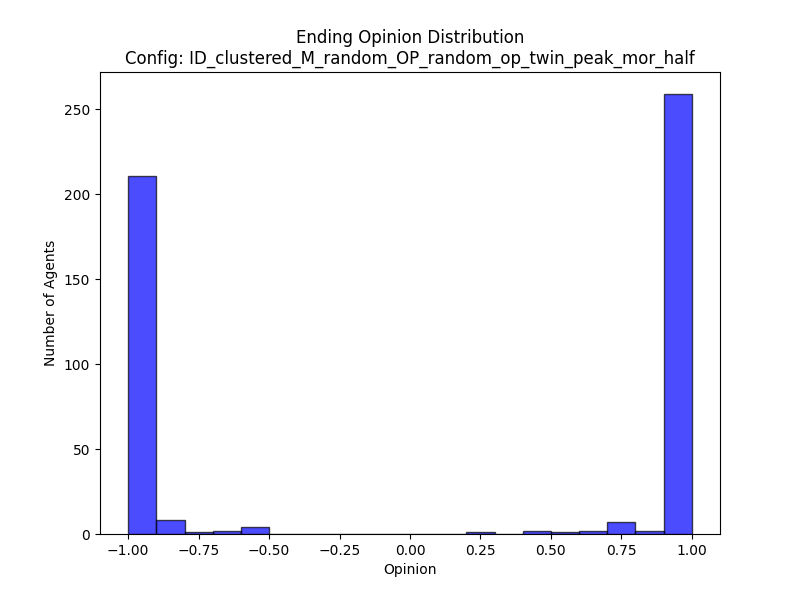 Ending Opinion Distribution
Config: ID_clustered_M_random_OP_random_op_twin_peak_mor_half
250
200
150
100
50
0
Number of Agents
−1.00 −0.75 −0.50 −0.25 0.00 0.25 0.50 0.75 1.00
Opinion